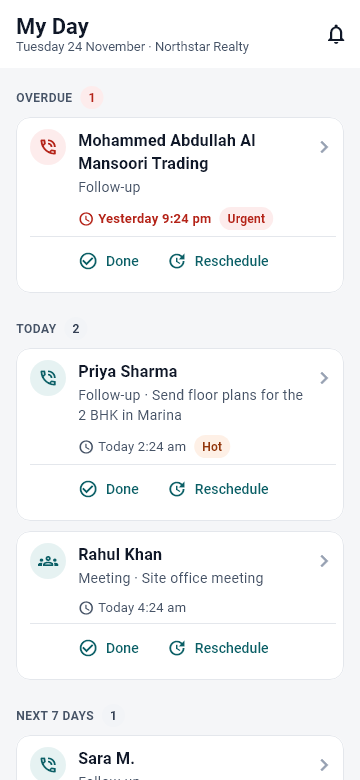 My Day
Tuesday 24 November · Northstar Realty
OVERDUE 1
Mohammed Abdullah Al
Mansoori Trading
Follow-up
Yesterday 9:24 pm Urgent
Done Reschedule
TODAY 2
Priya Sharma
Follow-up · Send floor plans for the
2 BHK in Marina
Today 2:24 am Hot
Done Reschedule
Rahul Khan
Meeting · Site office meeting
Today 4:24 am
Done Reschedule
NEXT 7 DAYS 1
Sara M.
Follow-up